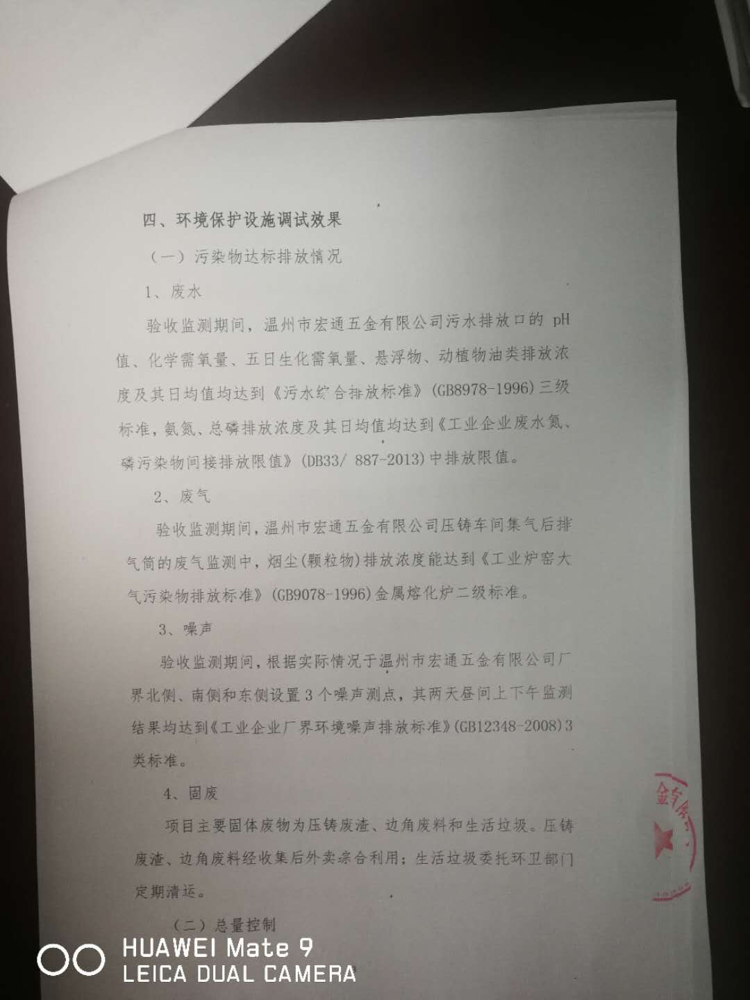 四、环境保护设施调试效果
（一）污染物达标排放情况
1、废水
验收监测期间，温州市宏通五金有限公司污水排放口的 pH
值、化学需氧量、五日生化需氧量、悬浮物、动植物油类排放浓
度及其日均值均达到《污水综合排放标准》(GB8978-1996)三级
标准，氨氮、总磷排放浓度及其日均值均达到《工业企业废水氮、
磷污染物间接排放限值》(DB33/ 887-2013)中排放限值。
2、废气
验收监测期间，温州市宏通五金有限公司压铸车间集气后排
气筒的废气监测中，烟尘(颗粒物)排放浓度能达到《工业炉窑大
气污染物排放标准》(GB9078-1996)金属熔化炉二级标准。
3、噪声
验收监测期间，根据实际情况于温州市宏通五金有限公司厂
界北侧、南侧和东侧设置 3 个噪声测点，其两天昼间上下午监测
结果均达到《工业企业厂界环境噪声排放标准》(GB12348-2008)3
类标准。
4、固废
项目主要固体废物为压铸废渣、边角废料和生活垃圾。压铸
废渣、边角废料经收集后外卖综合利用；生活垃圾委托环卫部门
定期清运。
（二）总量控制
HUAWEI Mate 9
LEICA DUAL CAMERA
3